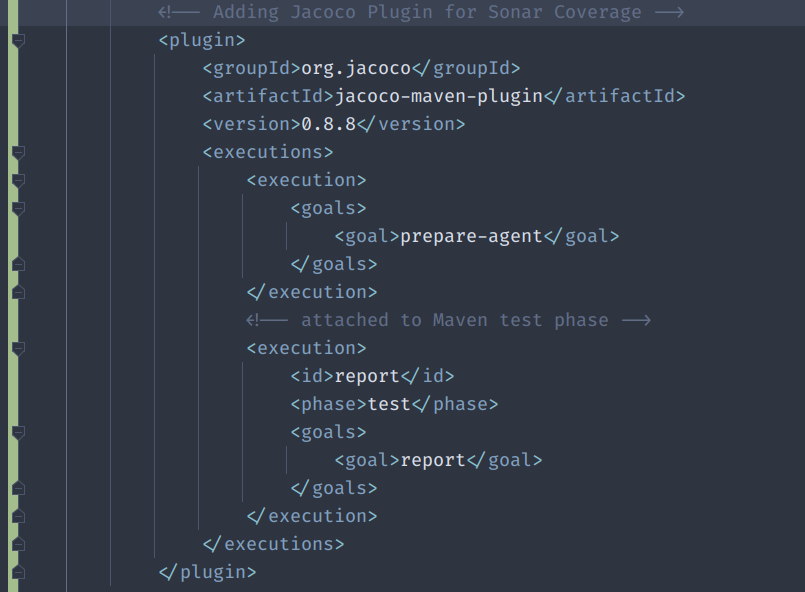 <!-- Adding Jacoco Plugin for Sonar Coverage -->
<plugin>
<groupId>org.jacoco</groupId>
<artifactId>jacoco-maven-plugin</artifactId>
<version>0.8.8</version>
<executions>
<execution>
<goals>
<goal>prepare-agent</goal>
</goals>
</execution>
<!-- attached to Maven test phase -->
<execution>
<id>report</id>
<phase>test</phase>
<goals>
<goal>report</goal>
</goals>
</execution>
</executions>
</plugin>